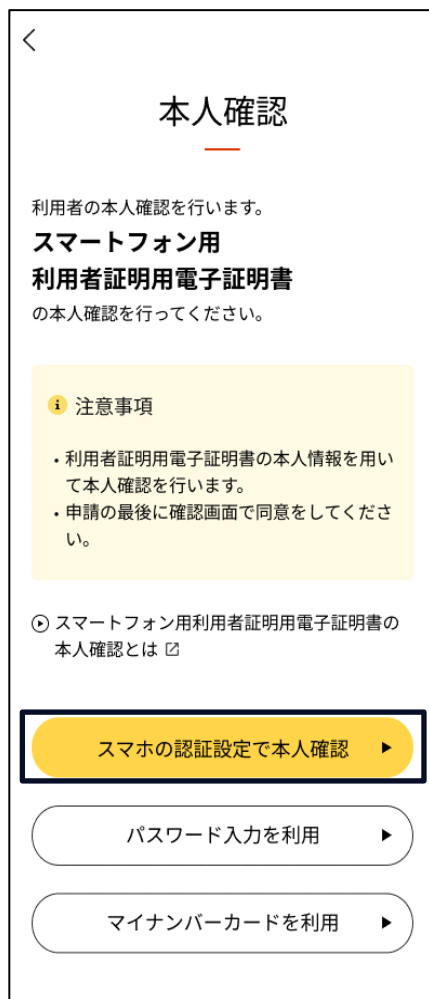 本人確認
利用者の本人確認を行います。
スマートフォン用
利用者証明用電子証明書
の本人確認を行ってください。
注意事項
・利用者証明用電子証明書の本人情報を用い
て本人確認を行います。
・申請の最後に確認画面で同意をしてくださ
い。
スマートフォン用利用者証明用電子証明書の
本人確認とは
スマホの認証設定で本人確認
パスワード入力を利用
マイナンバーカードを利用